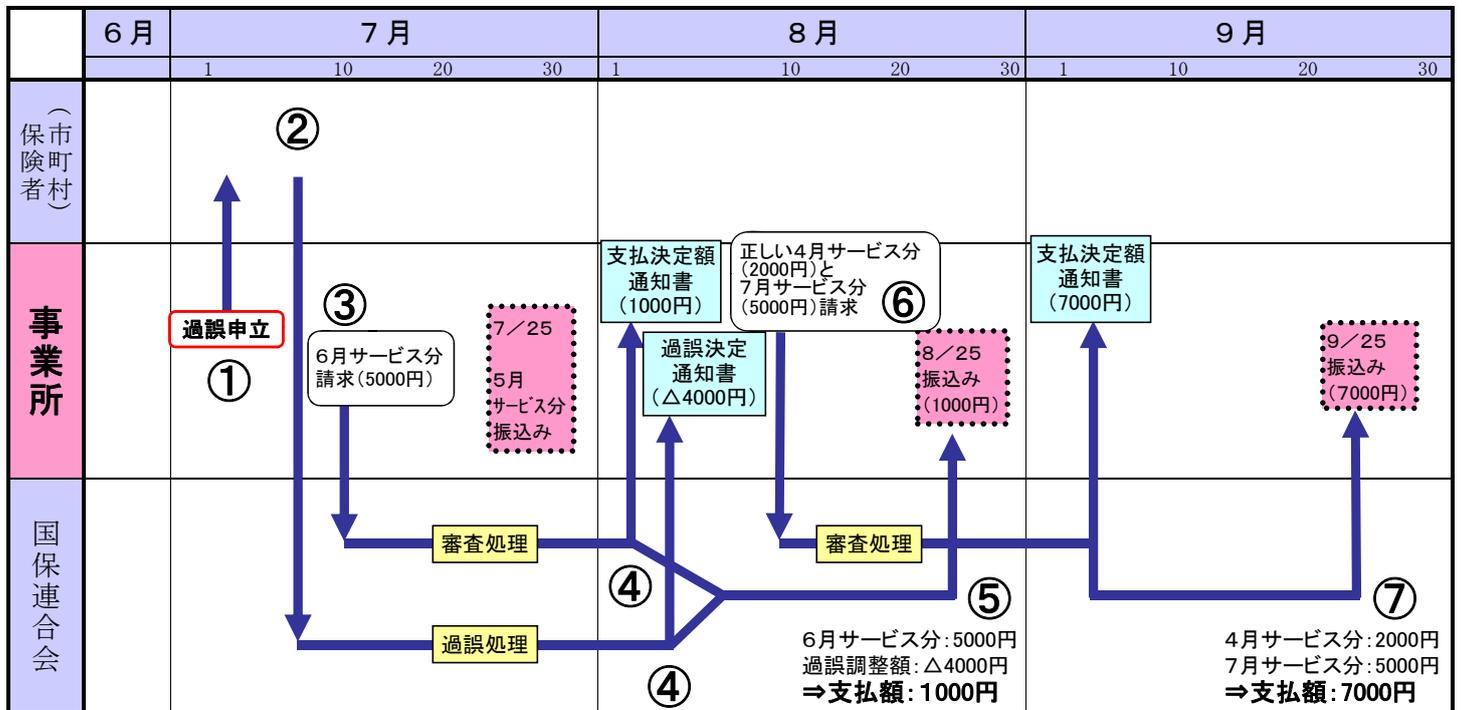 ６月
７月
８月
９月
1
10
20
30
1
10
20
30
1
10
20
30
保険者
（市町村）
②
事業所
過誤申立
①
③
６月サービス分
請求（5000円）
７／25
５月
サービス分
振込み
支払決定額
通知書
（1000円）
過誤決定
通知書
（△4000円）
正しい４月サービス分
（2000円）と
７月サービス分
（5000円）請求
⑥
８／25
振込み
（1000円）
支払決定額
通知書
（7000円）
９／25
振込み
（7000円）
国保連合会
審査処理
過誤処理
④
④
審査処理
⑤
６月サービス分：5000円
過誤調整額：△4000円
⇒支払額：1000円
⑦
４月サービス分：2000円
７月サービス分：5000円
⇒支払額：7000円